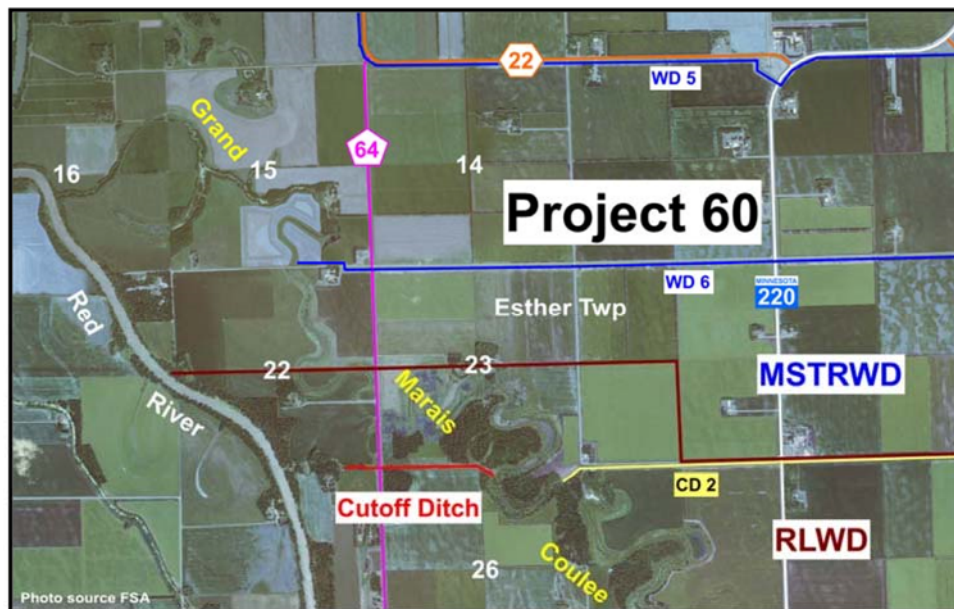 22
WD 5
Grand
64
16
15
14
Project 60
WD 6
MINNESOTA
220
Esther Twp
Red
River
22
23
Marais
MSTRWD
CD 2
Cutoff Ditch
RLWD
Coulee
26
Photo source FSA